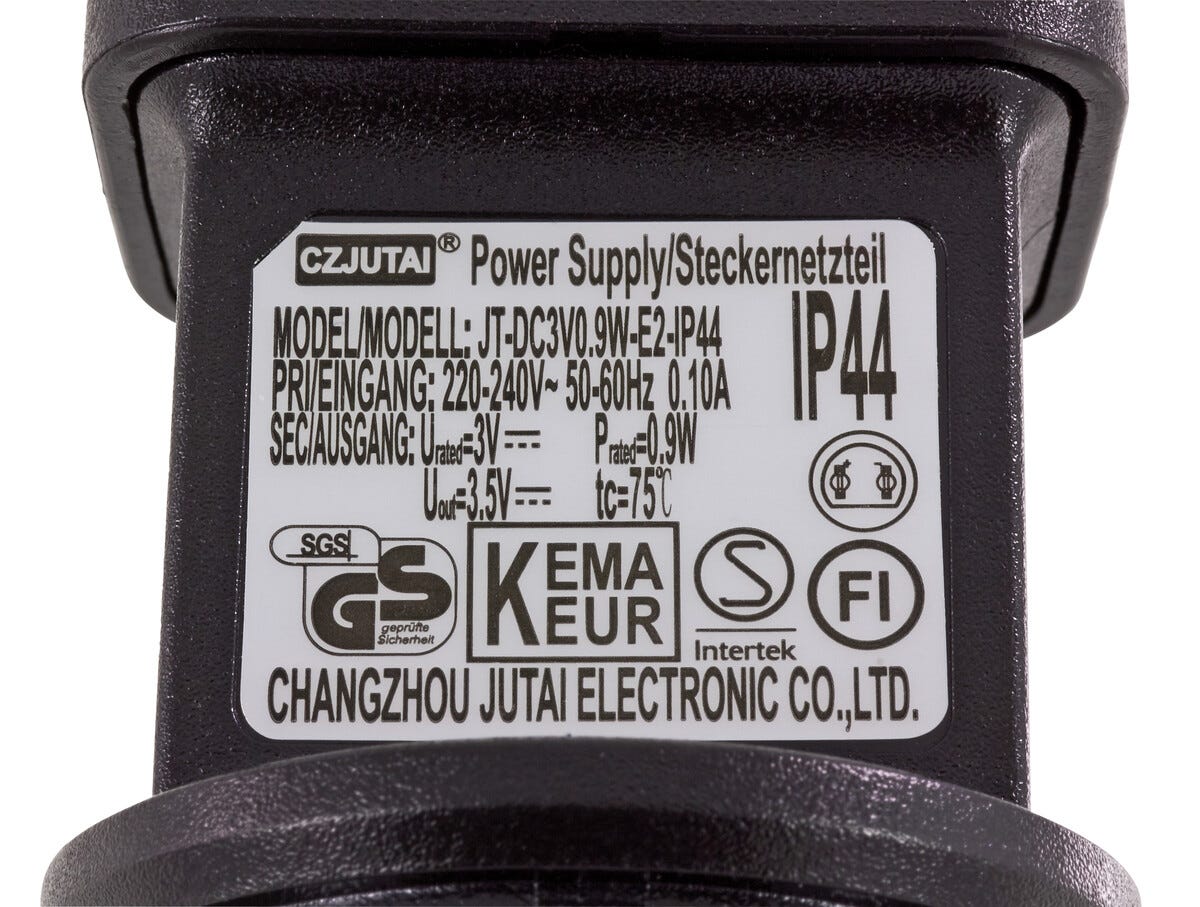 CZJUTAI® Power Supply/Steckernetzteil
MODEL/MODELL: JT-DC3V0.9W-E2-IP44
IP44
PRI/EINGANG: 220-240V~ 50-60Hz 0.10A
SEC/AUSGANG: Urated=3V⎓ Prated=0.9W
Uout=3.5V⎓ tc=75℃
SGS
GS
geprüfte
Sicherheit
KEMA
KEUR
S
Intertek
FI
CHANGZHOU JUTAI ELECTRONIC CO.,LTD.